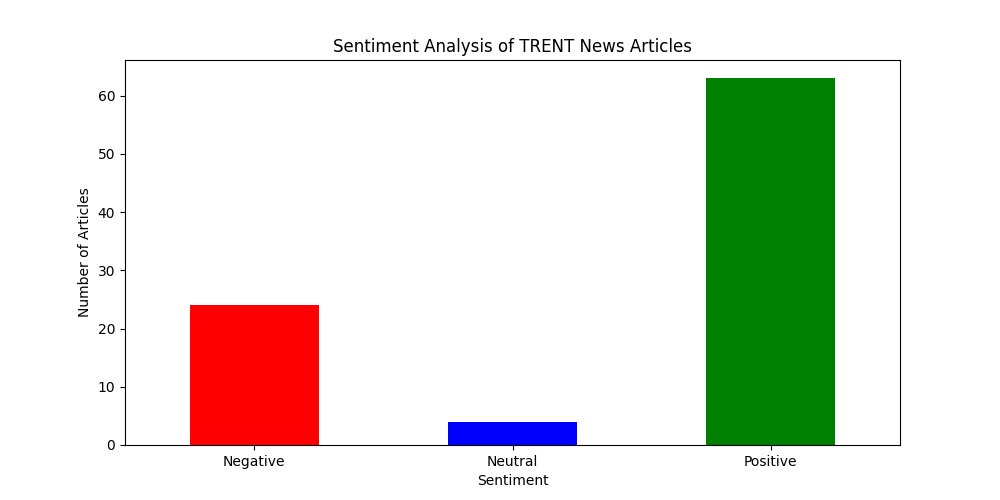 Sentiment Analysis of TRENT News Articles
60
50
40
30
20
10
0
Number of Articles
Negative
Neutral
Positive
Sentiment